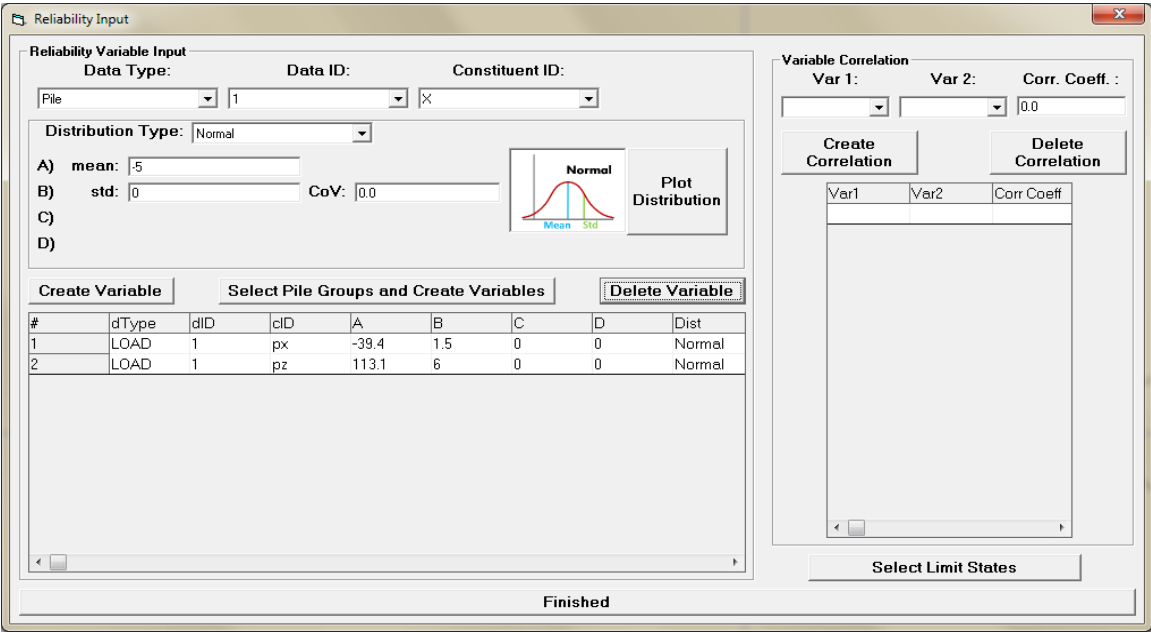 Reliability Input
x
Reliability Variable Input
Data Type: Data ID: Constituent ID:
Pile 1 X
Distribution Type: Normal
A) mean: -5
B) std: 0 CoV: 0.0
C)
D)
Normal
Mean Std
Plot
Distribution
Create Variable Select Pile Groups and Create Variables Delete Variable
# dType dID cID A B C D Dist
1 LOAD 1 px -39.4 1.5 0 0 Normal
2 LOAD 1 pz 113.1 6 0 0 Normal
Variable Correlation
Var 1: Var 2: Corr. Coeff. :
0.0
Create
Correlation
Delete
Correlation
Var1 Var2 Corr Coeff
Select Limit States
Finished